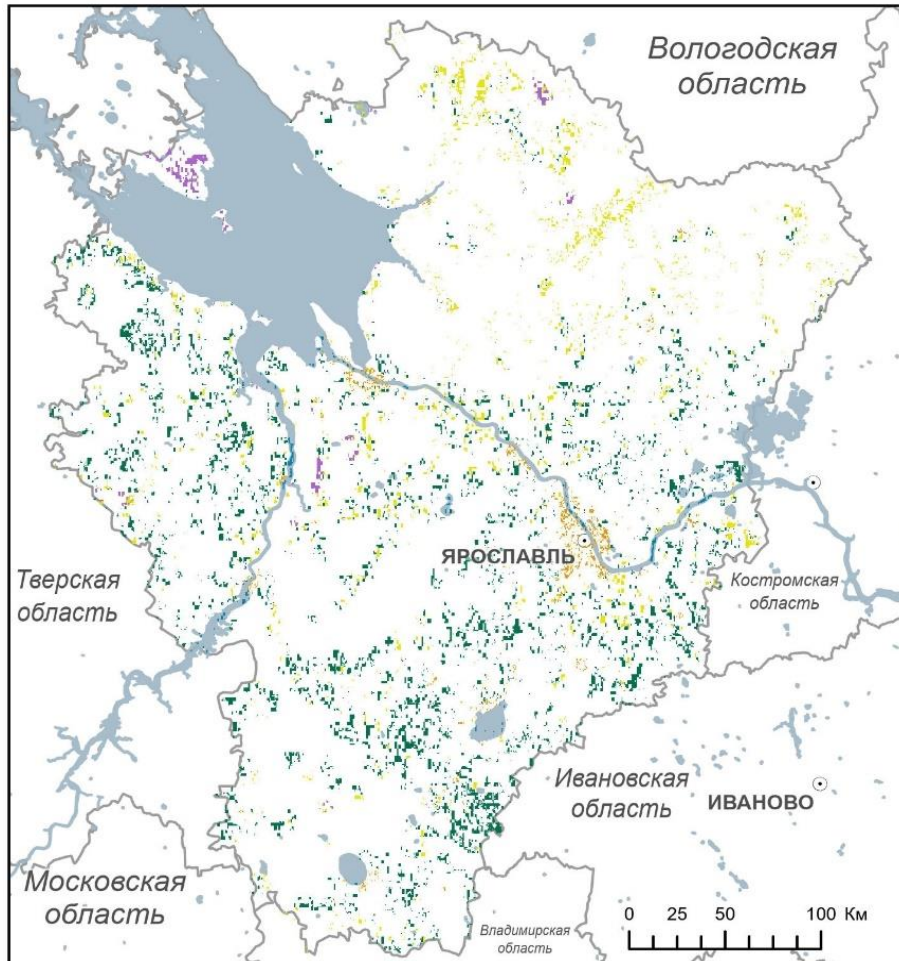 Вологодская
область
ЯРОСЛАВЛЬ
Тверская
область
Костромская
область
Ивановская
область
ИВАНОВО
Московская
область
Владимирская
область
0 25 50 100 Км